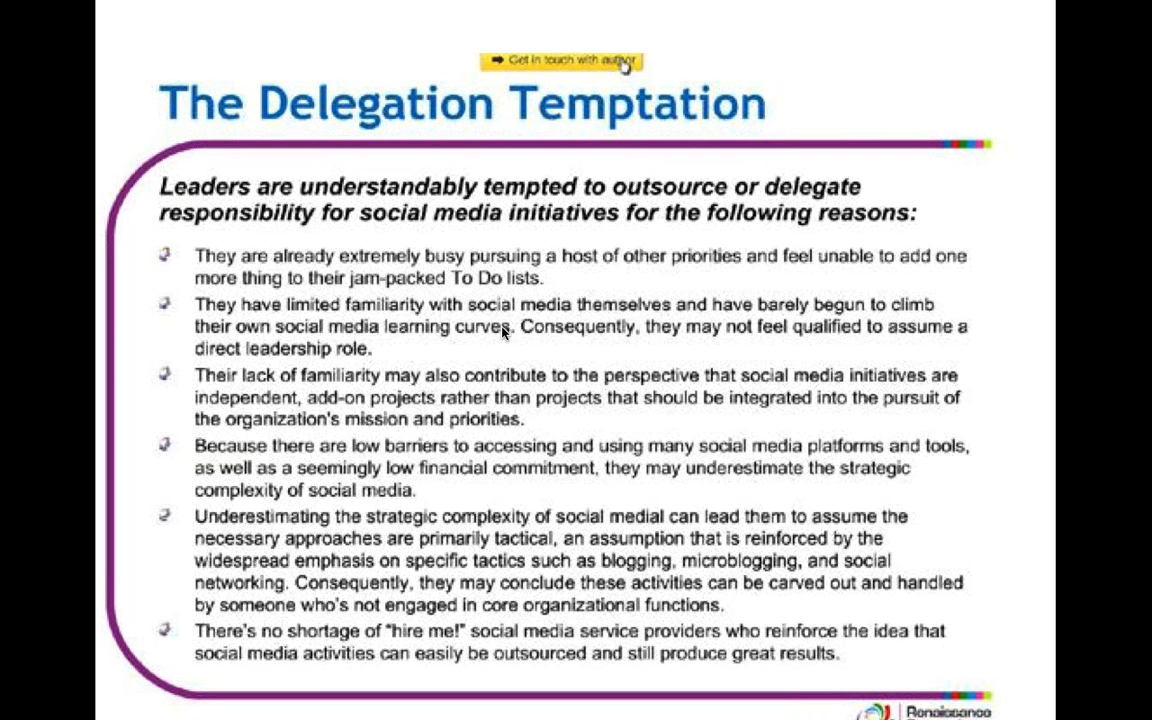 Get in touch with author
The Delegation Temptation
Leaders are understandably tempted to outsource or delegate
responsibility for social media initiatives for the following reasons:
They are already extremely busy pursuing a host of other priorities and feel unable to add one
more thing to their jam-packed To Do lists.
They have limited familiarity with social media themselves and have barely begun to climb
their own social media learning curves. Consequently, they may not feel qualified to assume a
direct leadership role.
Their lack of familiarity may also contribute to the perspective that social media initiatives are
independent, add-on projects rather than projects that should be integrated into the pursuit of
the organization's mission and priorities.
Because there are low barriers to accessing and using many social media platforms and tools,
as well as a seemingly low financial commitment, they may underestimate the strategic
complexity of social media.
Underestimating the strategic complexity of social medial can lead them to assume the
necessary approaches are primarily tactical, an assumption that is reinforced by the
widespread emphasis on specific tactics such as blogging, microblogging, and social
networking. Consequently, they may conclude these activities can be carved out and handled
by someone who's not engaged in core organizational functions.
There's no shortage of "hire me!" social media service providers who reinforce the idea that
social media activities can easily be outsourced and still produce great results.
Renaissance